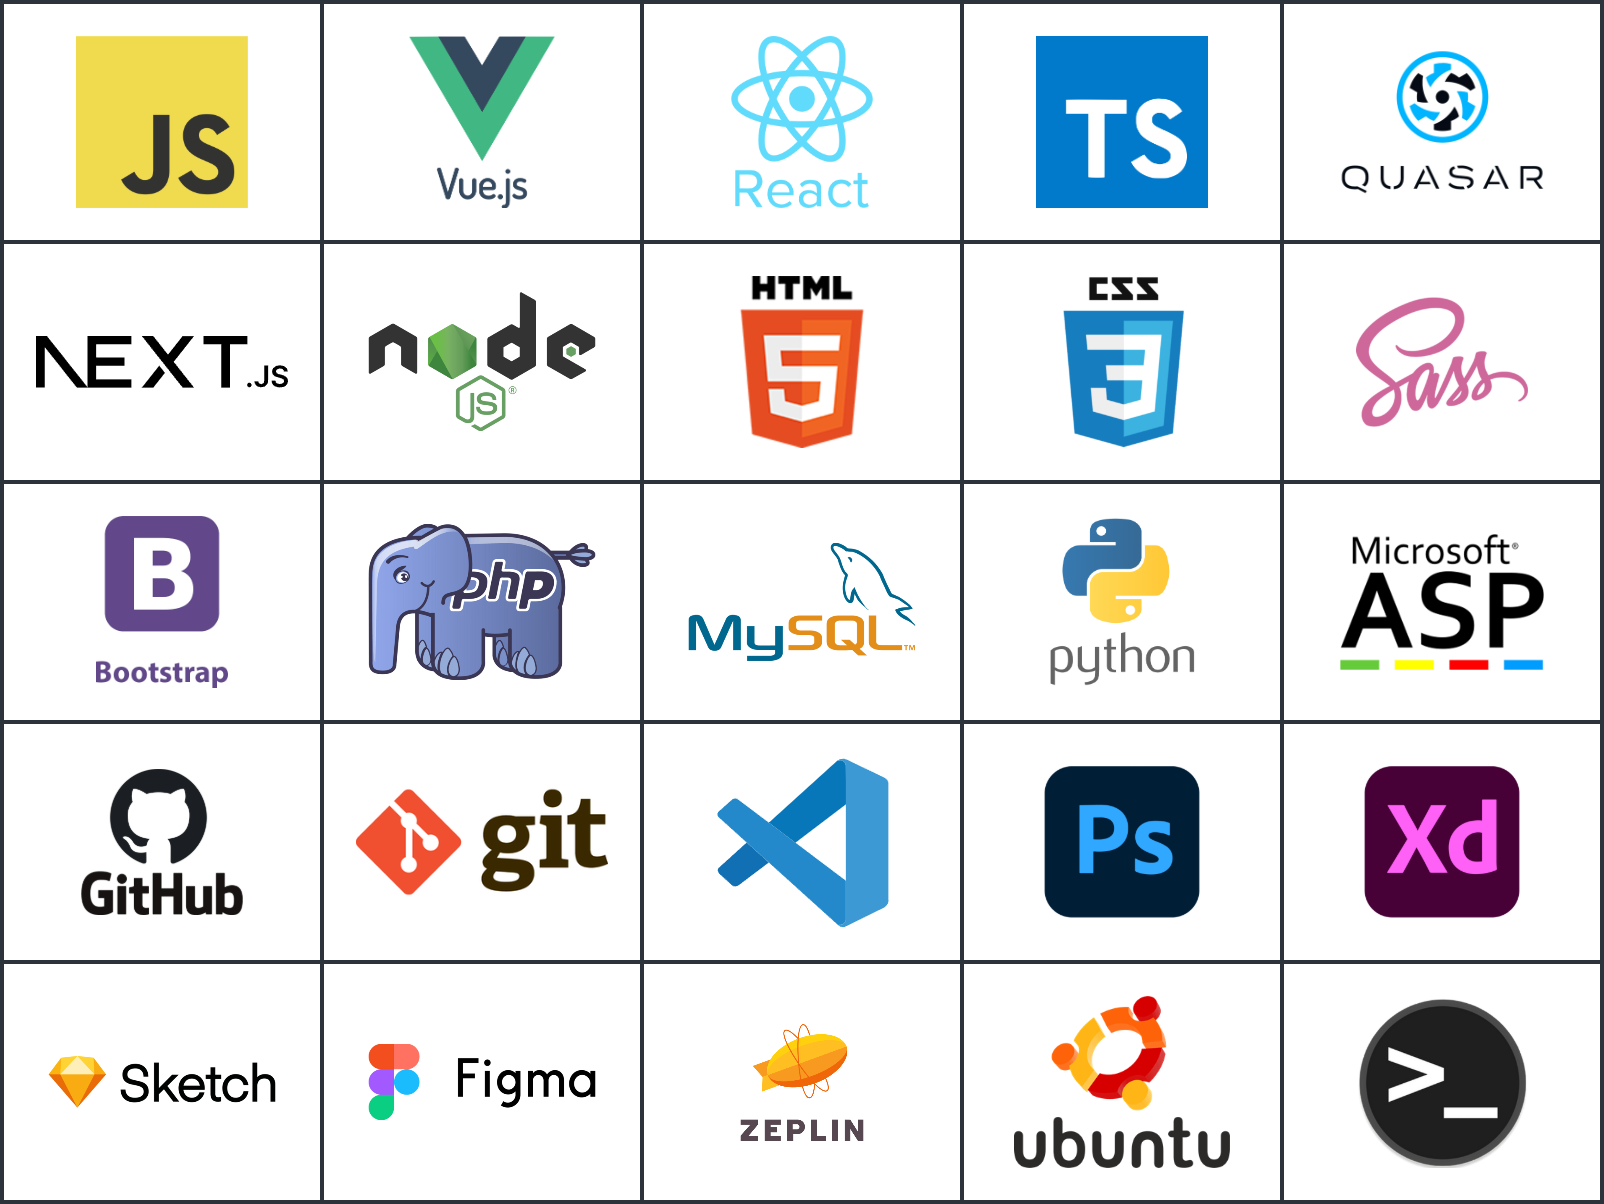 JS
Vue.js
React
TS
QUASAR
NEXT.JS
node
JS®
HTML
5
CSS
3
Sass
B
Bootstrap
php
MySQL™
python
Microsoft®
ASP
GitHub
git
Ps
Xd
Sketch
Figma
ZEPLIN
ubuntu
>_